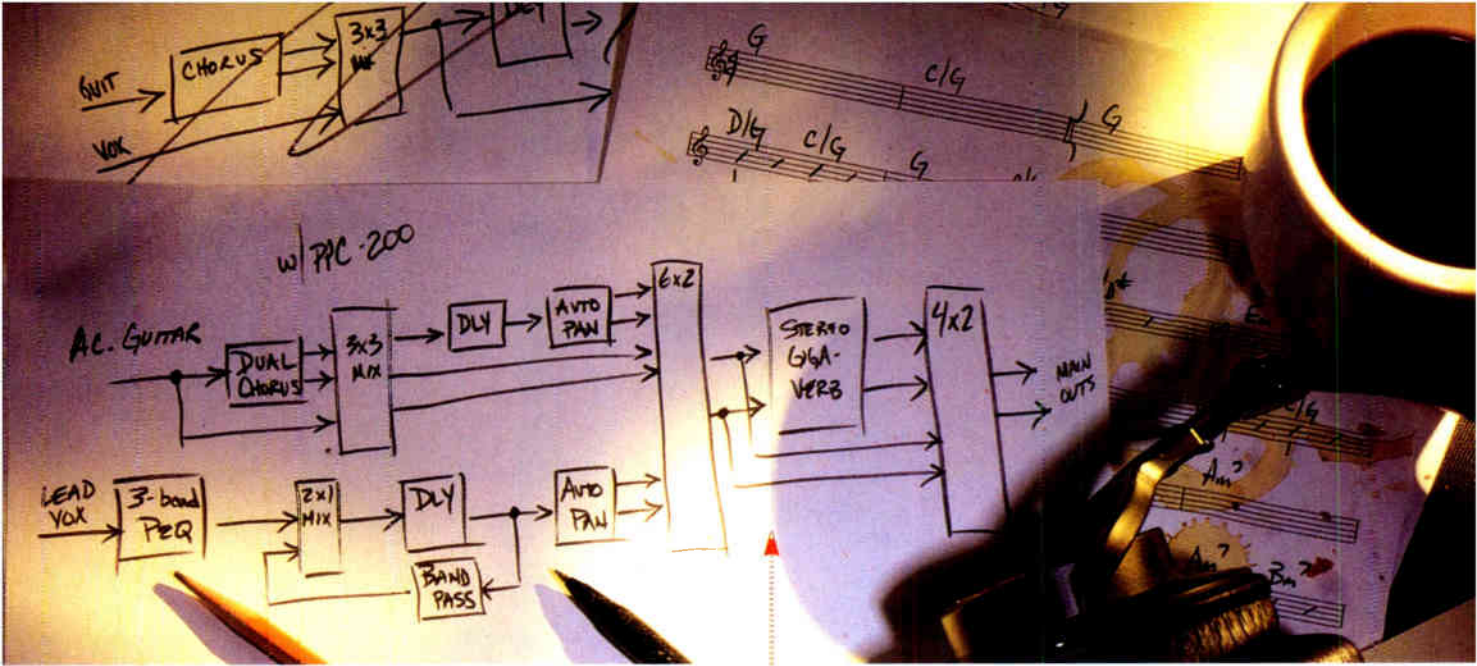 GUIT
CHORUS
3x3
VOX
DLY
G
C/G
G
D/G
C/G
G
w/ PPC-200
AC. GUITAR
DUAL
CHORUS
3x3
MIX
DLY
AUTO
PAN
6x2
STEREO
GIGA-
VERB
4x2
MAIN
OUTS
LEAD
VOX
3-band
PEQ
2x1
MIX
DLY
AUTO
PAN
BAND
PASS
C/G
Am7
Am7
Bm7